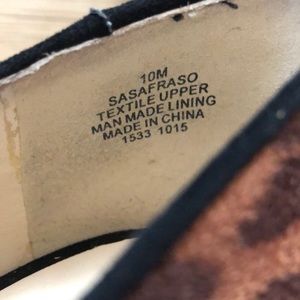 10M
SASAFRASO
TEXTILE UPPER
MAN MADE LINING
MADE IN CHINA
1533 1015